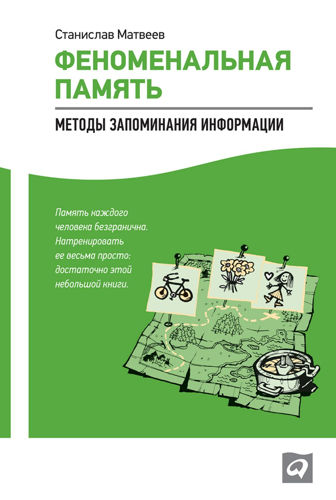 Станислав Матвеев
ФЕНОМЕНАЛЬНАЯ
ПАМЯТЬ
МЕТОДЫ ЗАПОМИНАНИЯ ИНФОРМАЦИИ
Память каждого
человека безгранична.
Натренировать
ее весьма просто:
достаточно этой
небольшой книги.